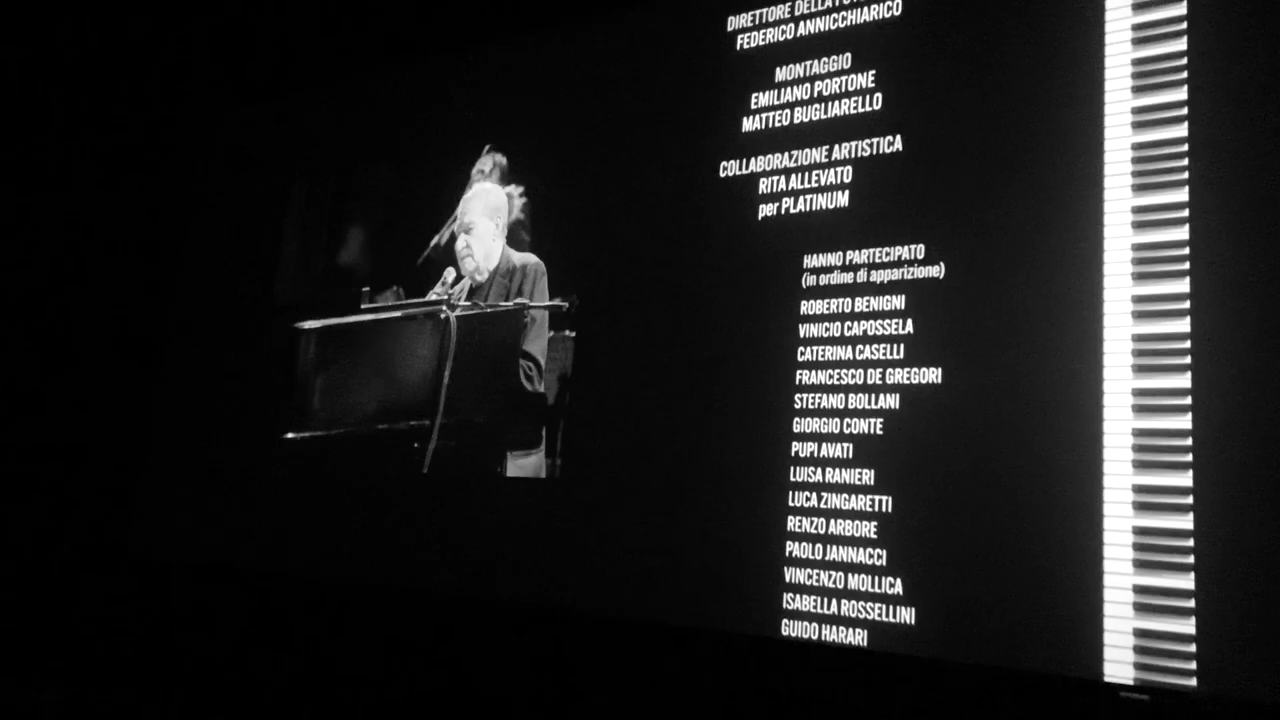 DIRETTORE DELLA
FEDERICO ANNICCHIARICO
MONTAGGIO
EMILIANO PORTONE
MATTEO BUGLIARELLO
COLLABORAZIONE ARTISTICA
RITA ALLEVATO
per PLATINUM
HANNO PARTECIPATO
(in ordine di apparizione)
ROBERTO BENIGNI
VINICIO CAPOSSELA
CATERINA CASELLI
FRANCESCO DE GREGORI
STEFANO BOLLANI
GIORGIO CONTE
PUPI AVATI
LUISA RANIERI
LUCA ZINGARETTI
RENZO ARBORE
PAOLO JANNACCI
VINCENZO MOLLICA
ISABELLA ROSSELLINI
GUIDO HARARI